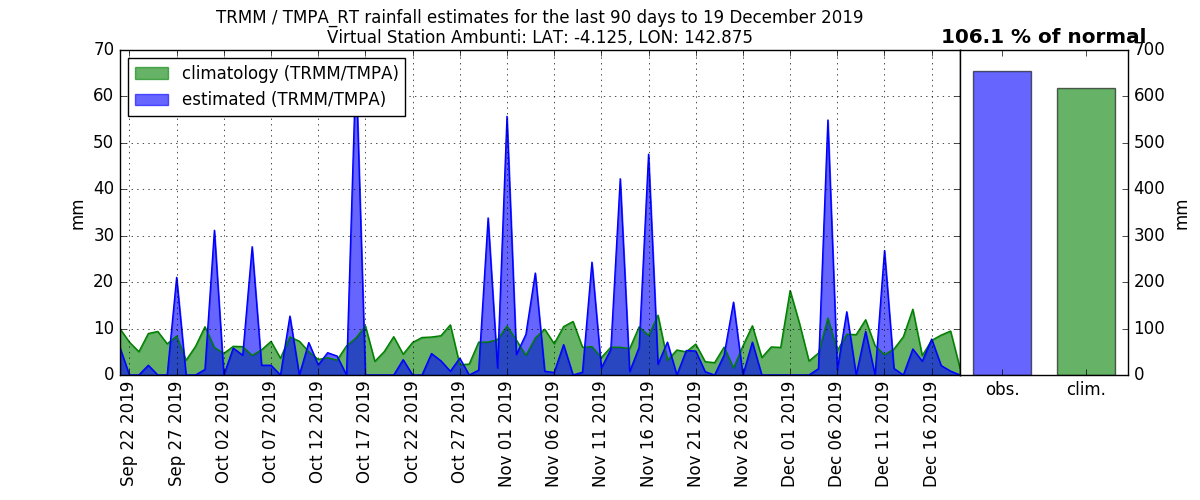 TRMM / TMPA_RT rainfall estimates for the last 90 days to 19 December 2019
Virtual Station Ambunti: LAT: -4.125, LON: 142.875
106.1 % of normal
climatology (TRMM/TMPA)
estimated (TRMM/TMPA)
70
60
50
40
30
20
10
0
mm
700
600
500
400
300
200
100
0
mm
Sep 22 2019
Sep 27 2019
Oct 02 2019
Oct 07 2019
Oct 12 2019
Oct 17 2019
Oct 22 2019
Oct 27 2019
Nov 01 2019
Nov 06 2019
Nov 11 2019
Nov 16 2019
Nov 21 2019
Nov 26 2019
Dec 01 2019
Dec 06 2019
Dec 11 2019
Dec 16 2019
obs.
clim.